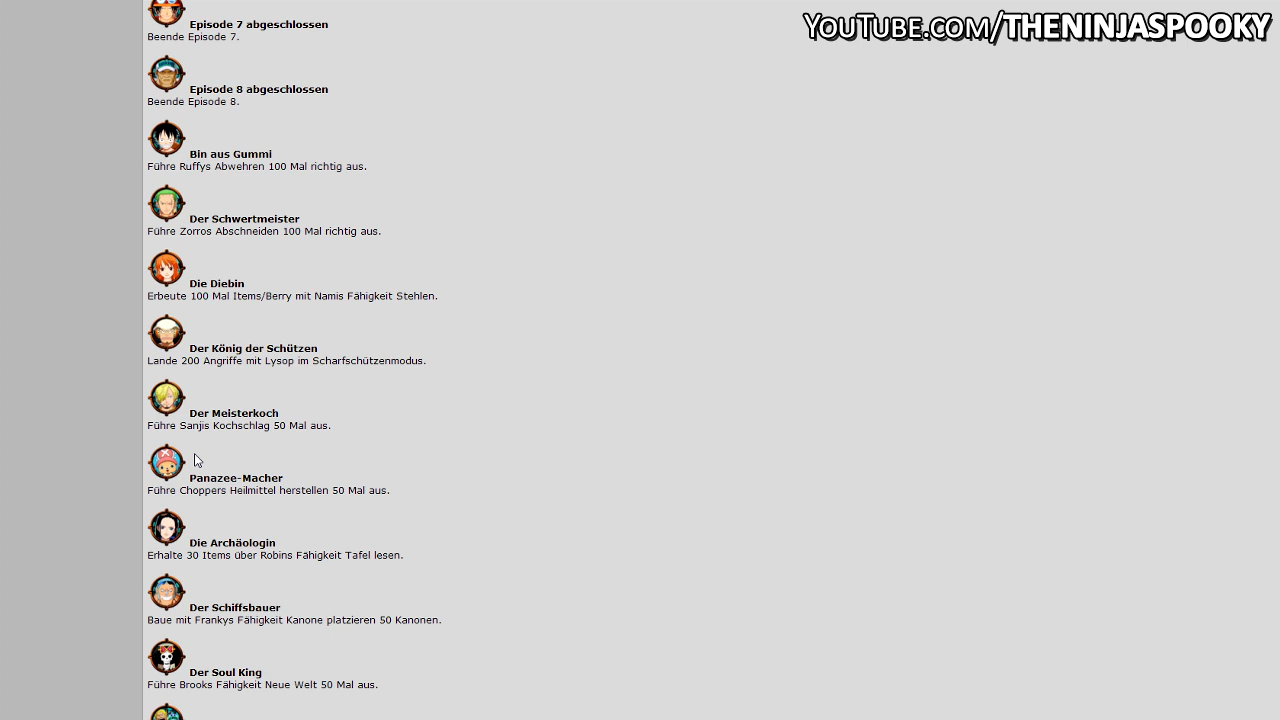 YouTube.com/THENINJASPOOKY
Episode 7 abgeschlossen
Beende Episode 7.
Episode 8 abgeschlossen
Beende Episode 8.
Bin aus Gummi
Führe Ruffys Abwehren 100 Mal richtig aus.
Der Schwertmeister
Führe Zorros Abschneiden 100 Mal richtig aus.
Die Diebin
Erbeute 100 Mal Items/Berry mit Namis Fähigkeit Stehlen.
Der König der Schützen
Lande 200 Angriffe mit Lysop im Scharfschützenmodus.
Der Meisterkoch
Führe Sanjis Kochschlag 50 Mal aus.
Panazee-Macher
Führe Choppers Heilmittel herstellen 50 Mal aus.
Die Archäologin
Erhalte 30 Items über Robins Fähigkeit Tafel lesen.
Der Schiffsbauer
Baue mit Frankys Fähigkeit Kanone platzieren 50 Kanonen.
Der Soul King
Führe Brooks Fähigkeit Neue Welt 50 Mal aus.